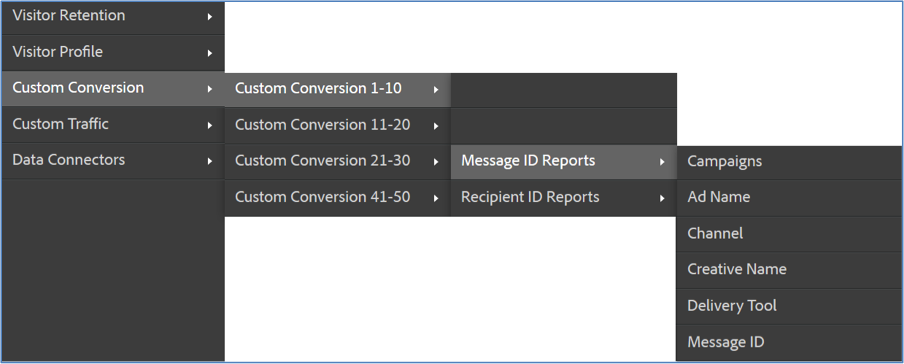 Visitor Retention
Visitor Profile
Custom Conversion
Custom Traffic
Data Connectors
Custom Conversion 1-10
Custom Conversion 11-20
Custom Conversion 21-30
Custom Conversion 41-50
Message ID Reports
Recipient ID Reports
Campaigns
Ad Name
Channel
Creative Name
Delivery Tool
Message ID